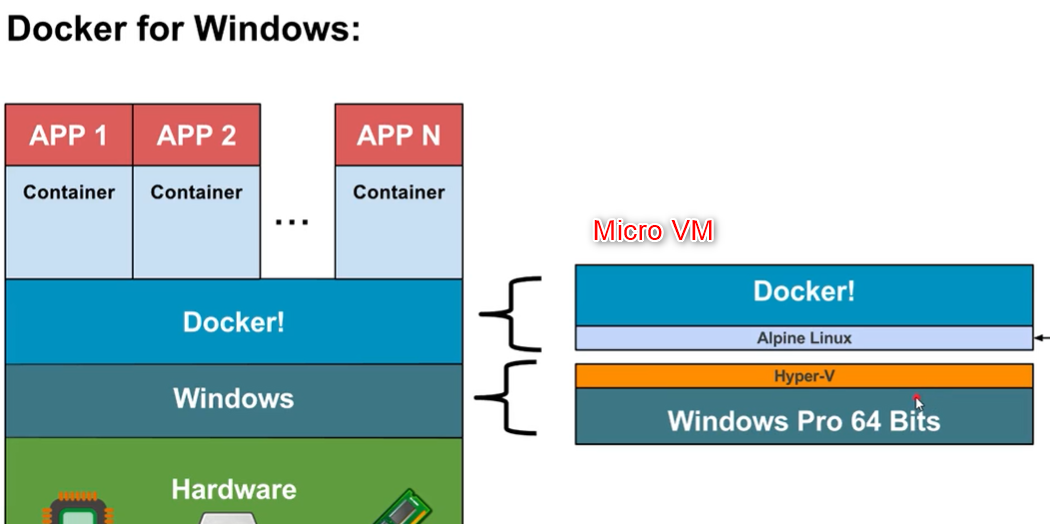 Docker for Windows:
APP 1
APP 2
APP N
Container
Container
...
Container
Docker!
Windows
Hardware
Micro VM
Docker!
Alpine Linux
Hyper-V
Windows Pro 64 Bits